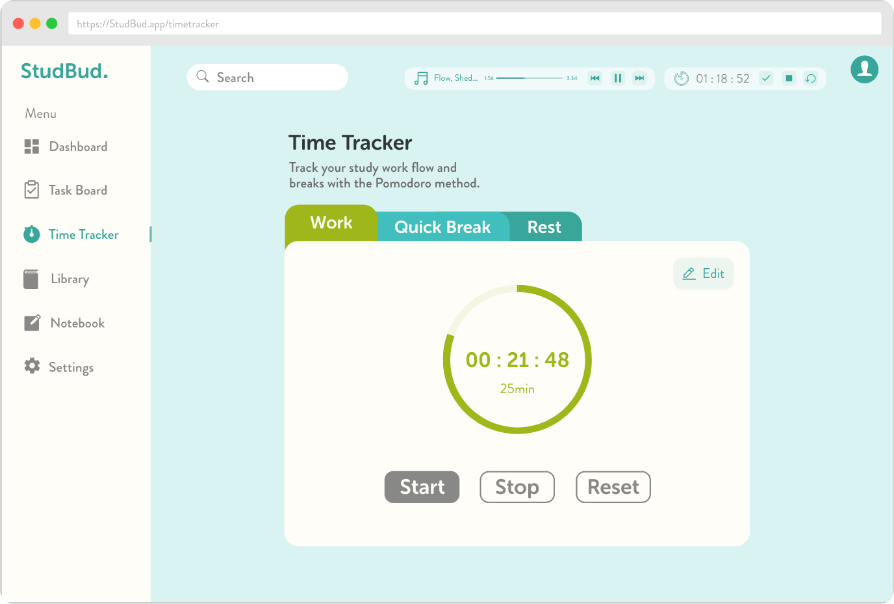 https://StudBud.app/timetracker
StudBud.
Search
Flow, Shed... 1:56 3:34
01 : 18 : 52
Menu
Dashboard
Task Board
Time Tracker
Library
Notebook
Settings
Time Tracker
Track your study work flow and
breaks with the Pomodoro method.
Work Quick Break Rest
Edit
00 : 21 : 48
25min
Start Stop Reset